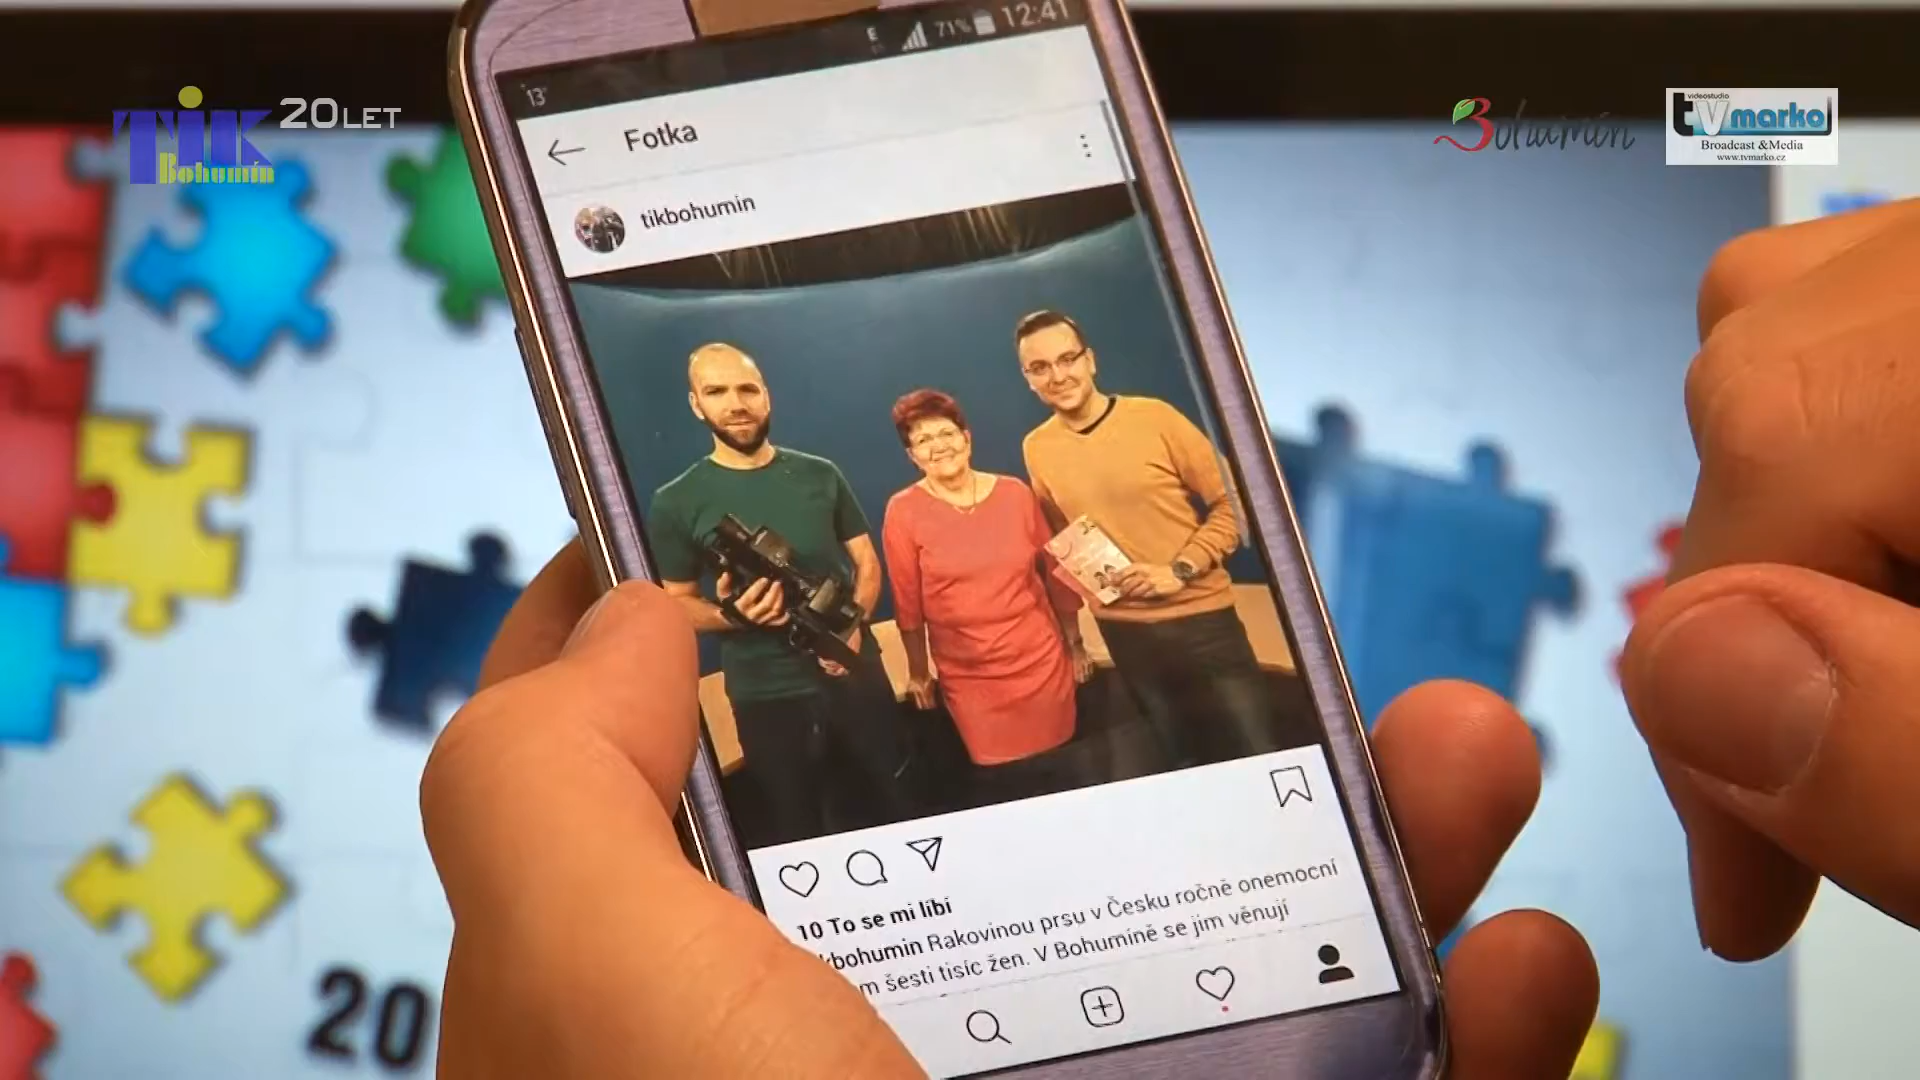 E 71% 12:41
13°
TiK 20 LET
Bohumín
Bohumín
videostudio
tvmarko
Broadcast &Media
www.tvmarko.cz
Fotka
tikbohumin
10 To se mi líbí
kbohumin Rakovinou prsu v Česku ročně onemocní
m šesti tisíc žen. V Bohumíně se jim věnují
20